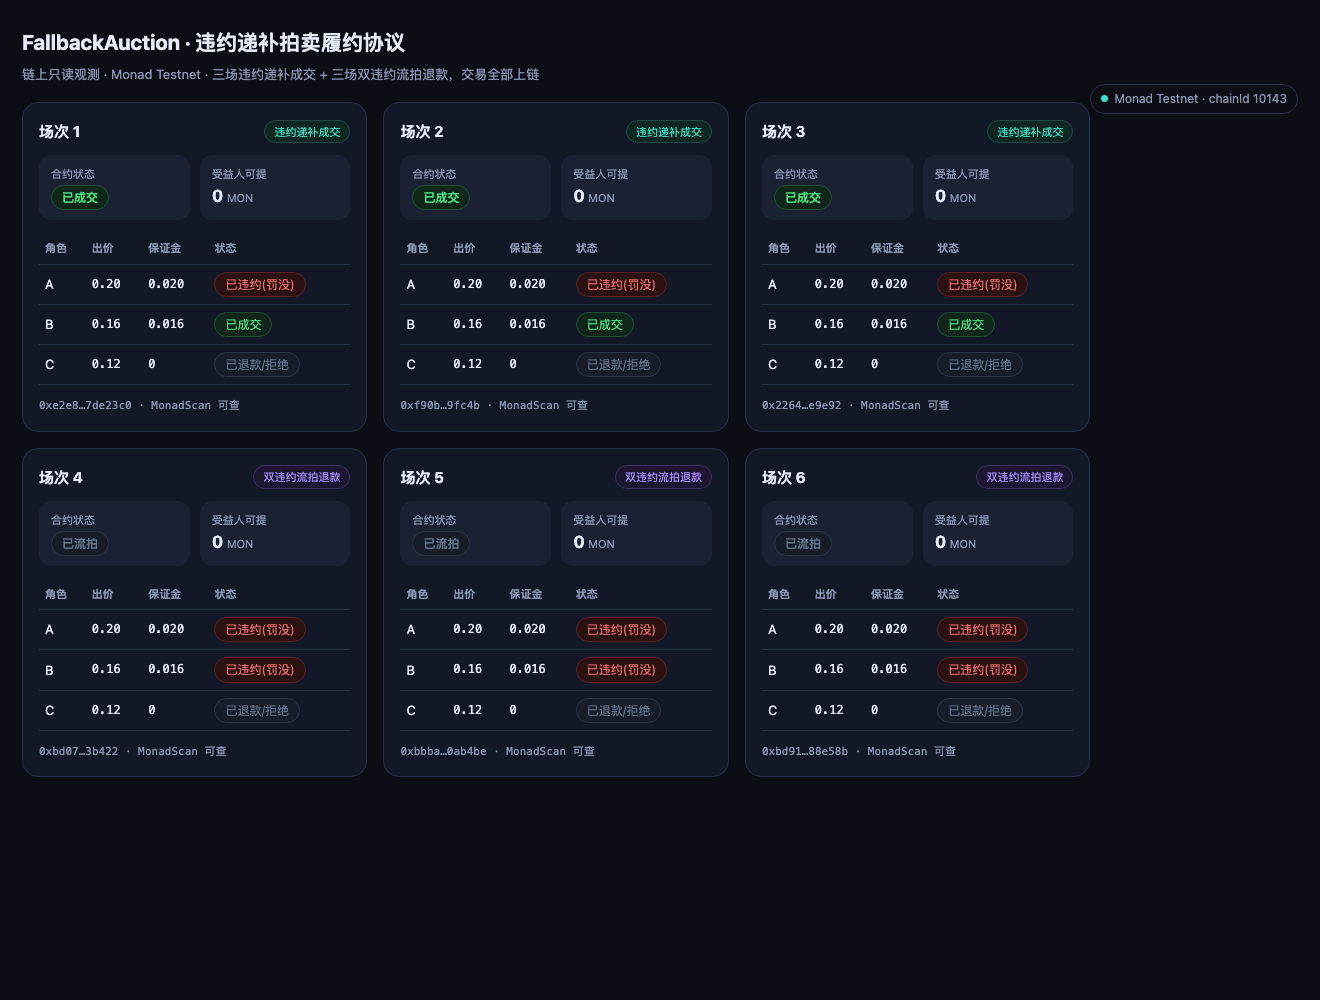 FallbackAuction · 违约递补拍卖履约协议
链上只读观测 · Monad Testnet · 三场违约递补成交 + 三场双违约流拍退款，交易全部上链
Monad Testnet · chainId 10143
场次 1 违约递补成交
合约状态 受益人可提
已成交 0 MON
角色 出价 保证金 状态
A 0.20 0.020 已违约(罚没)
B 0.16 0.016 已成交
C 0.12 0 已退款/拒绝
0xe2e8…7de23c0 · MonadScan 可查
场次 2 违约递补成交
合约状态 受益人可提
已成交 0 MON
角色 出价 保证金 状态
A 0.20 0.020 已违约(罚没)
B 0.16 0.016 已成交
C 0.12 0 已退款/拒绝
0xf90b…9fc4b · MonadScan 可查
场次 3 违约递补成交
合约状态 受益人可提
已成交 0 MON
角色 出价 保证金 状态
A 0.20 0.020 已违约(罚没)
B 0.16 0.016 已成交
C 0.12 0 已退款/拒绝
0x2264…e9e92 · MonadScan 可查
场次 4 双违约流拍退款
合约状态 受益人可提
已流拍 0 MON
角色 出价 保证金 状态
A 0.20 0.020 已违约(罚没)
B 0.16 0.016 已违约(罚没)
C 0.12 0 已退款/拒绝
0xbd07…3b422 · MonadScan 可查
场次 5 双违约流拍退款
合约状态 受益人可提
已流拍 0 MON
角色 出价 保证金 状态
A 0.20 0.020 已违约(罚没)
B 0.16 0.016 已违约(罚没)
C 0.12 0 已退款/拒绝
0xbbba…0ab4be · MonadScan 可查
场次 6 双违约流拍退款
合约状态 受益人可提
已流拍 0 MON
角色 出价 保证金 状态
A 0.20 0.020 已违约(罚没)
B 0.16 0.016 已违约(罚没)
C 0.12 0 已退款/拒绝
0xbd91…88e58b · MonadScan 可查